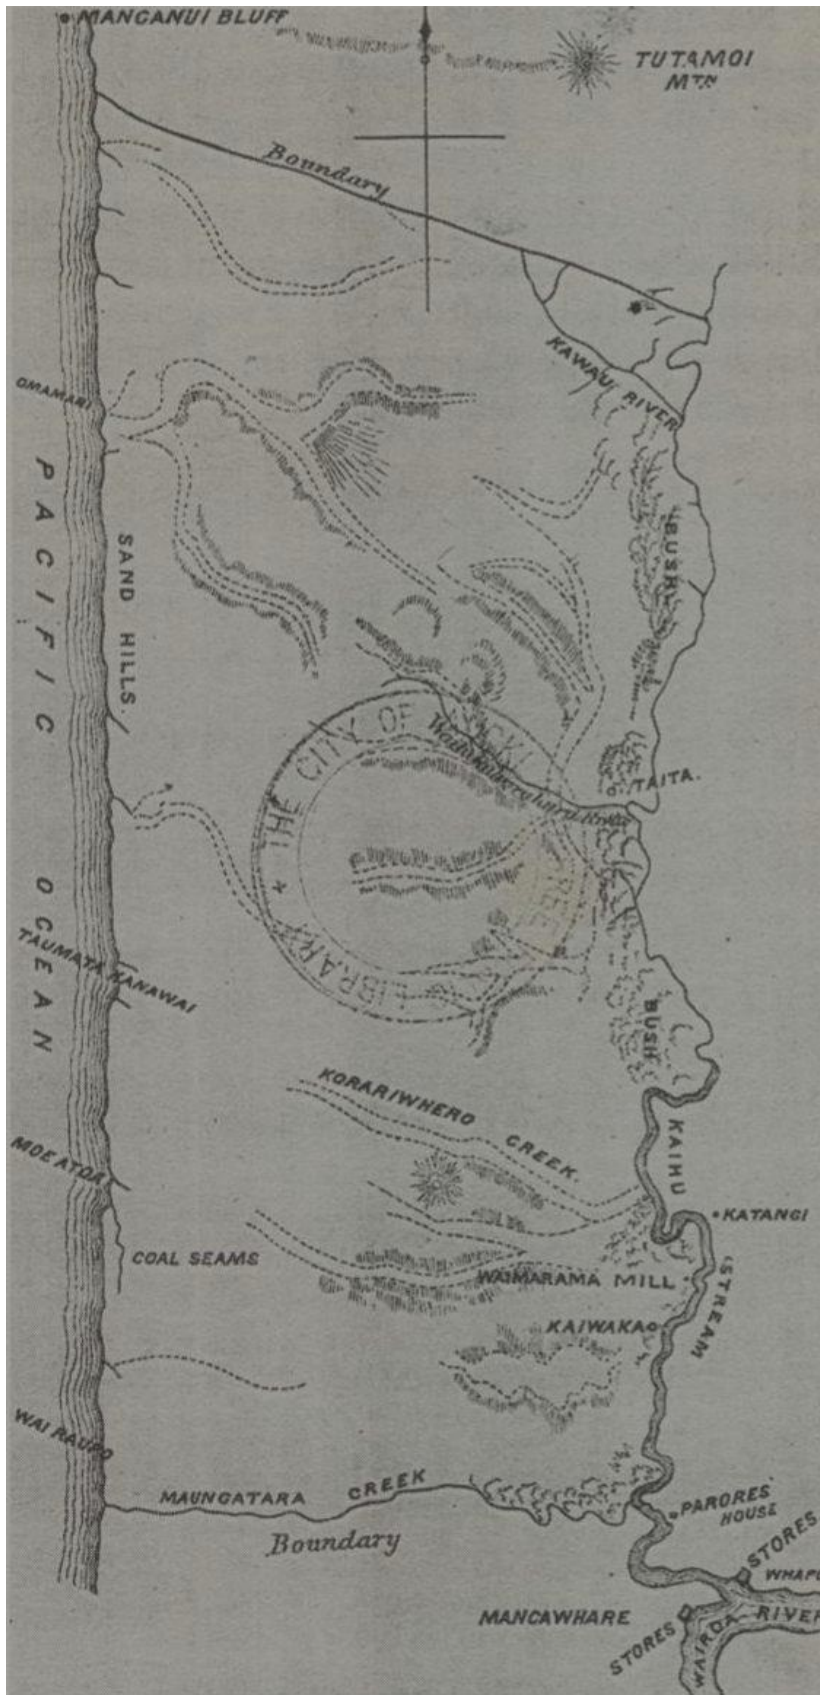 MANGANUI BLUFF
TUTAMOI
MTN
Boundary
KAWAU RIVER
OMAMARI
PACIFIC OCEAN
SAND HILLS.
BUSH
THE CITY OF
LIBRARY
FREE
TAITA.
TAUMATA KANAWAI
BUSH
KORARIWHERO CREEK.
KAIHU STREAM
MOE ATOA
KATANGI
COAL SEAMS
WAIMARAMA MILL
KAIWAKA
WAI RAUPO
MAUNGATARA CREEK
Boundary
PARORES'
HOUSE
STORES
MANGAWHARE
STORES
WAIROA RIVER